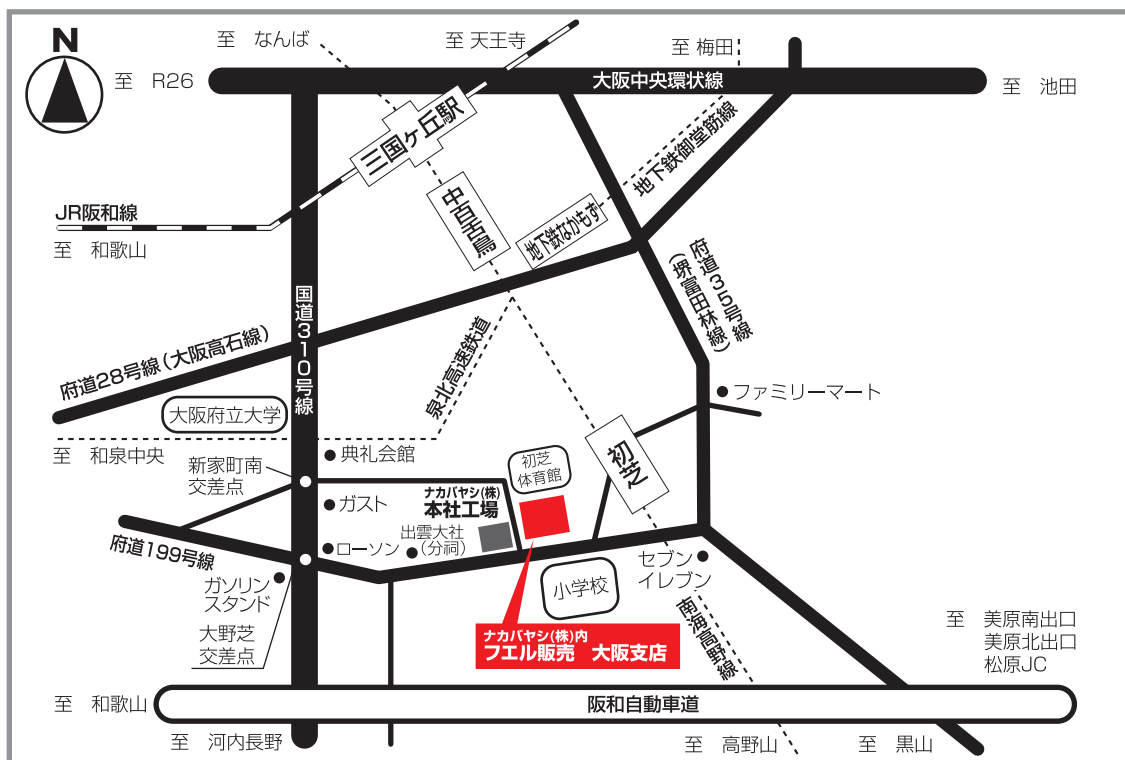 N
至 なんば
至 天王寺
至 梅田
至 R26
大阪中央環状線
至 池田
三国ヶ丘駅
地下鉄御堂筋線
JR阪和線
至 和歌山
中百舌鳥
地下鉄なかもず
府道35号線
(堺富田林線)
国道310号線
府道28号線(大阪高石線)
泉北高速鉄道
大阪府立大学
ファミリーマート
至 和泉中央
典礼会館
初芝
新家町南
交差点
初芝
体育館
ガスト
ナカバヤシ(株)
本社工場
出雲大社
(分祠)
府道199号線
ローソン
セブン
イレブン
ガソリン
スタンド
小学校
大野芝
交差点
ナカバヤシ(株)内
フエル販売 大阪支店
南海高野線
至 美原南出口
美原北出口
松原JC
至 和歌山
阪和自動車道
至 河内長野
至 高野山
至 黒山